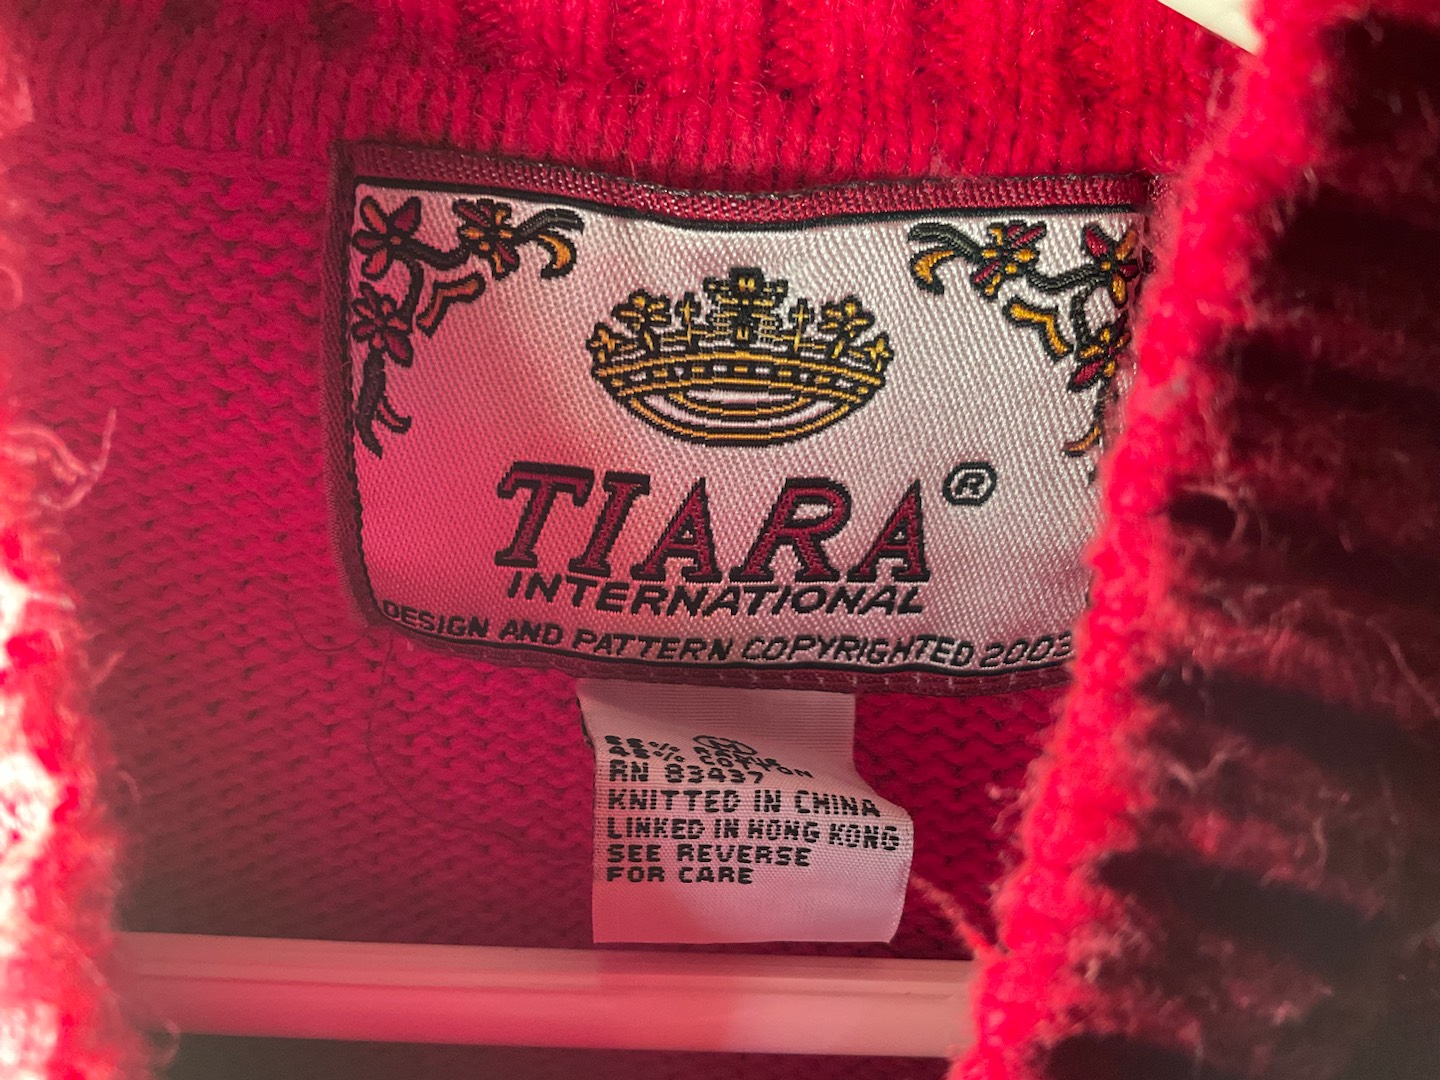 TIARA®
INTERNATIONAL
DESIGN AND PATTERN COPYRIGHTED 2003
COTTON
RN 83437
KNITTED IN CHINA
LINKED IN HONG KONG
SEE REVERSE
FOR CARE